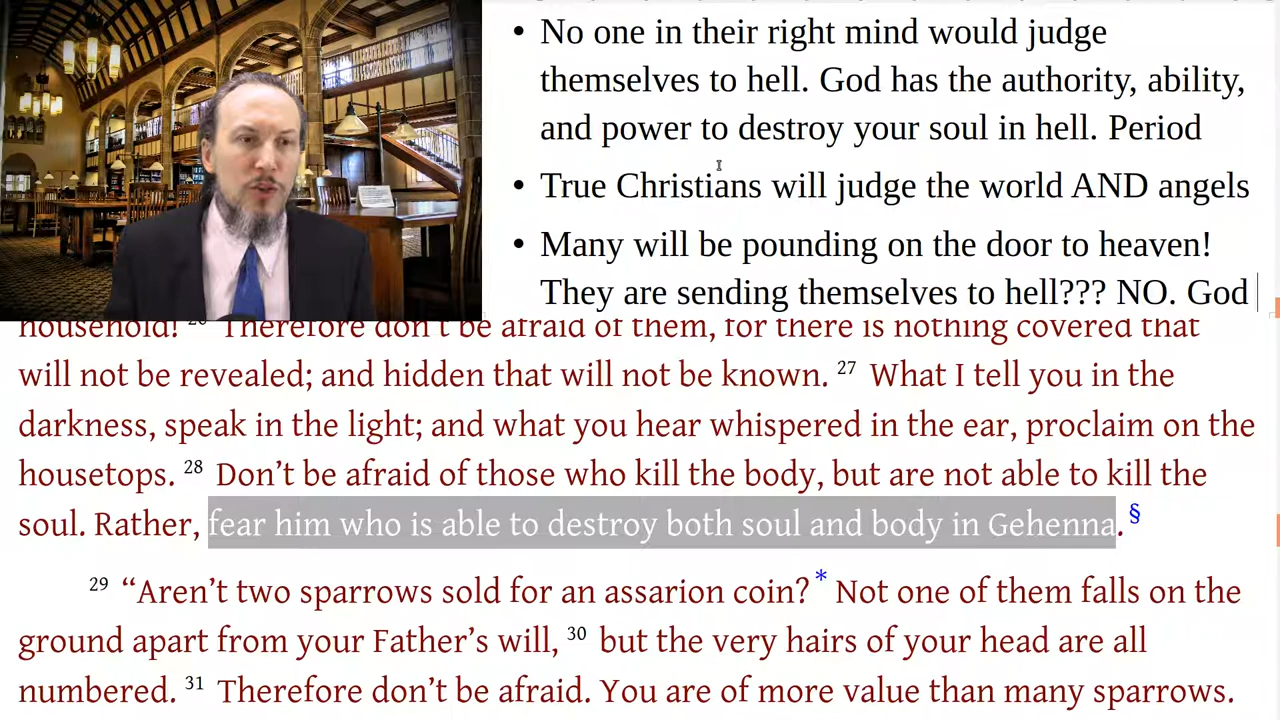 • No one in their right mind would judge
themselves to hell. God has the authority, ability,
and power to destroy your soul in hell. Period
• True Christians will judge the world AND angels
• Many will be pounding on the door to heaven!
They are sending themselves to hell??? NO. God
household! 26 Therefore don’t be afraid of them, for there is nothing covered that
will not be revealed; and hidden that will not be known. 27 What I tell you in the
darkness, speak in the light; and what you hear whispered in the ear, proclaim on the
housetops. 28 Don’t be afraid of those who kill the body, but are not able to kill the
soul. Rather, fear him who is able to destroy both soul and body in Gehenna. §
29 “Aren’t two sparrows sold for an assarion coin? * Not one of them falls on the
ground apart from your Father’s will, 30 but the very hairs of your head are all
numbered. 31 Therefore don’t be afraid. You are of more value than many sparrows.